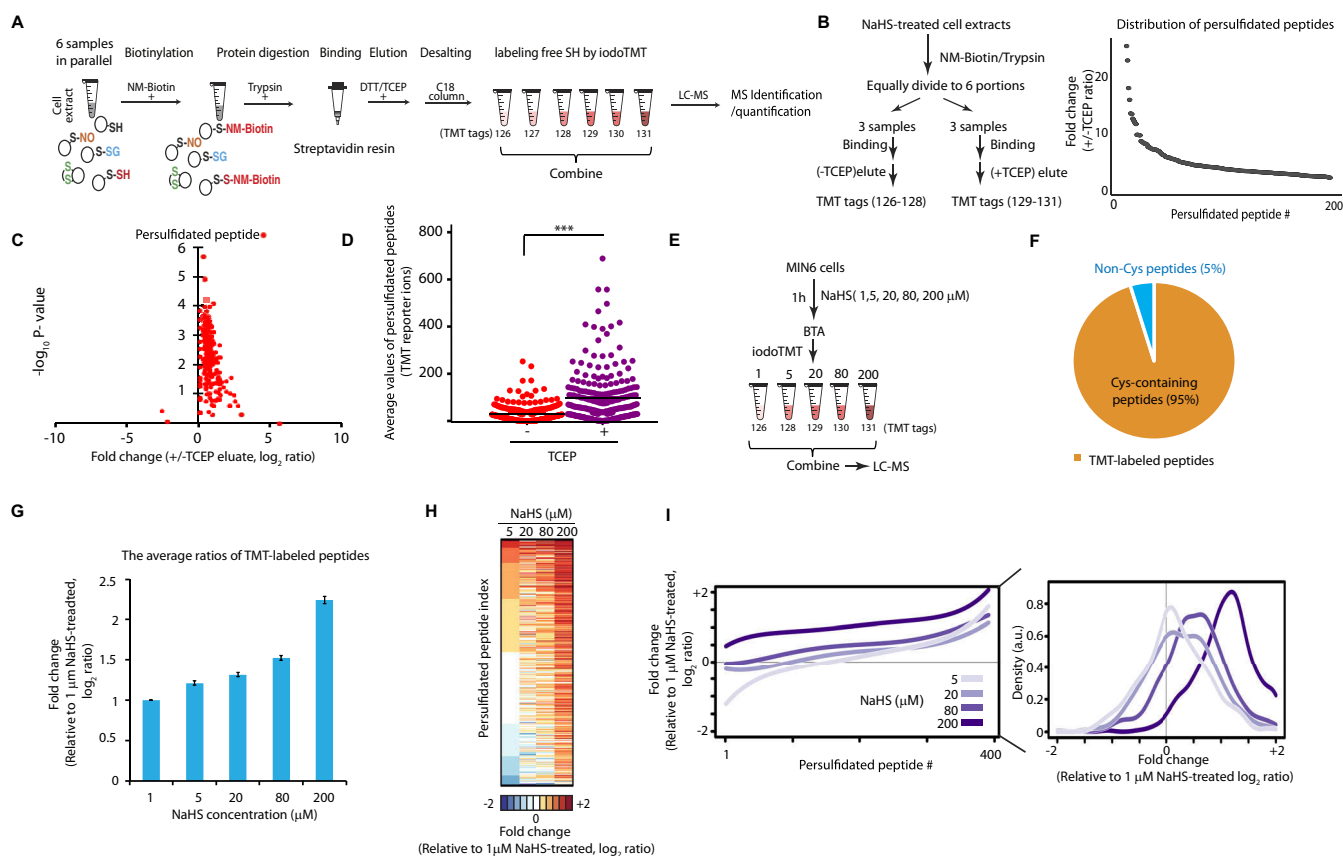 A
6 samples
in parallel
Biotinylation
Protein digestion
Binding
Elution
Desalting
labeling free SH by iodoTMT
Cell
extract
NM-Biotin
+
Trypsin
+
DTT/TCEP
+
C18
column
LC-MS
MS Identification
/quantification
SH
S-NO
S-SG
S
S
S-SH
S-NM-Biotin
S-NO
S-SG
S
S
S-S-NM-Biotin
Streptavidin resin
(TMT tags)
126 127 128 129 130 131
Combine
B
NaHS-treated cell extracts
NM-Biotin/Trypsin
Equally divide to 6 portions
3 samples
Binding
(-TCEP)elute
TMT tags (126-128)
3 samples
Binding
(+TCEP) elute
TMT tags (129-131)
Distribution of persulfidated peptides
Fold change
(+/-TCEP ratio)
20
10
0
0 200
Persulfidated peptide #
C
Persulfidated peptide
-log10 P- value
6
5
4
3
2
1
-10 -5 0 5 10
Fold change (+/-TCEP eluate, log2 ratio)
D
Average values of persulfidated peptides
(TMT reporter ions)
800
600
400
200
***
- +
TCEP
E
MIN6 cells
1h
NaHS( 1,5, 20, 80, 200 μM)
BTA
iodoTMT
1 5 20 80 200
126 128 129 130 131 (TMT tags)
Combine
LC-MS
F
Non-Cys peptides (5%)
Cys-containing
peptides (95%)
TMT-labeled peptides
G
The average ratios of TMT-labeled peptides
Fold change
(Relative to 1 μm NaHS-treadted,
log2 ratio)
2.5
2
1.5
1
0.5
0
1 5 20 80 200
NaHS concentration (μM)
H
NaHS (μM)
5 20 80 200
Persulfidated peptide index
-2 +2
0
Fold change
(Relative to 1μM NaHS-treated, log2 ratio)
I
Fold change
(Relative to 1 μM NaHS-treated,
log2 ratio)
+2
0
-2
NaHS (μM)
5
20
80
200
1 400
Persulfidated peptide #
Density (a.u.)
0.8
0.6
0.4
0.2
0
-2 0 +2
Fold change
(Relative to 1 μM NaHS-treated log2 ratio)